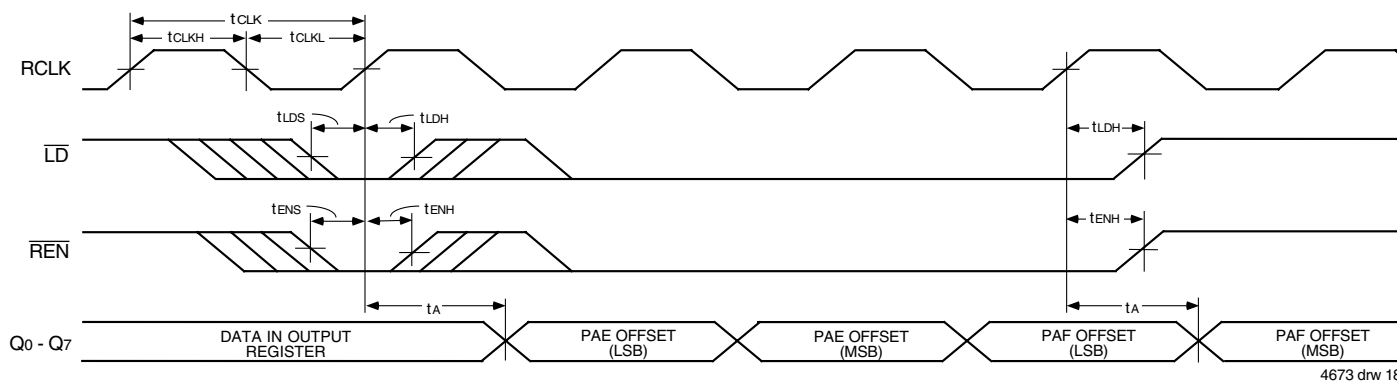 tCLK
tCLKH
tCLKL
RCLK
tLDS
tLDH
tLDH
LD
tENS
tENH
tENH
REN
tA
tA
Q0 - Q7
DATA IN OUTPUT
REGISTER
PAE OFFSET
(LSB)
PAE OFFSET
(MSB)
PAF OFFSET
(LSB)
PAF OFFSET
(MSB)
4673 drw 18